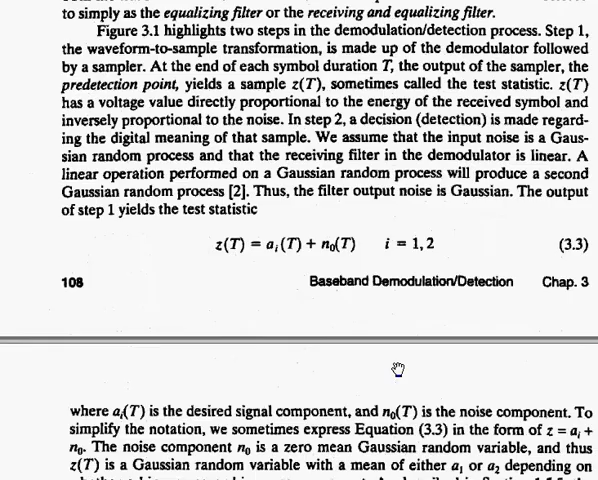 to simply as the equalizing filter or the receiving and equalizing filter.
Figure 3.1 highlights two steps in the demodulation/detection process. Step 1,
the waveform-to-sample transformation, is made up of the demodulator followed
by a sampler. At the end of each symbol duration T, the output of the sampler, the
predetection point, yields a sample z(T), sometimes called the test statistic. z(T)
has a voltage value directly proportional to the energy of the received symbol and
inversely proportional to the noise. In step 2, a decision (detection) is made regard-
ing the digital meaning of that sample. We assume that the input noise is a Gaus-
sian random process and that the receiving filter in the demodulator is linear. A
linear operation performed on a Gaussian random process will produce a second
Gaussian random process [2]. Thus, the filter output noise is Gaussian. The output
of step 1 yields the test statistic
z(T) = aᵢ(T) + n₀(T) i = 1, 2 (3.3)
108 Baseband Demodulation/Detection Chap. 3
where aᵢ(T) is the desired signal component, and n₀(T) is the noise component. To
simplify the notation, we sometimes express Equation (3.3) in the form of z = aᵢ +
n₀. The noise component n₀ is a zero mean Gaussian random variable, and thus
z(T) is a Gaussian random variable with a mean of either a₁ or a₂ depending on